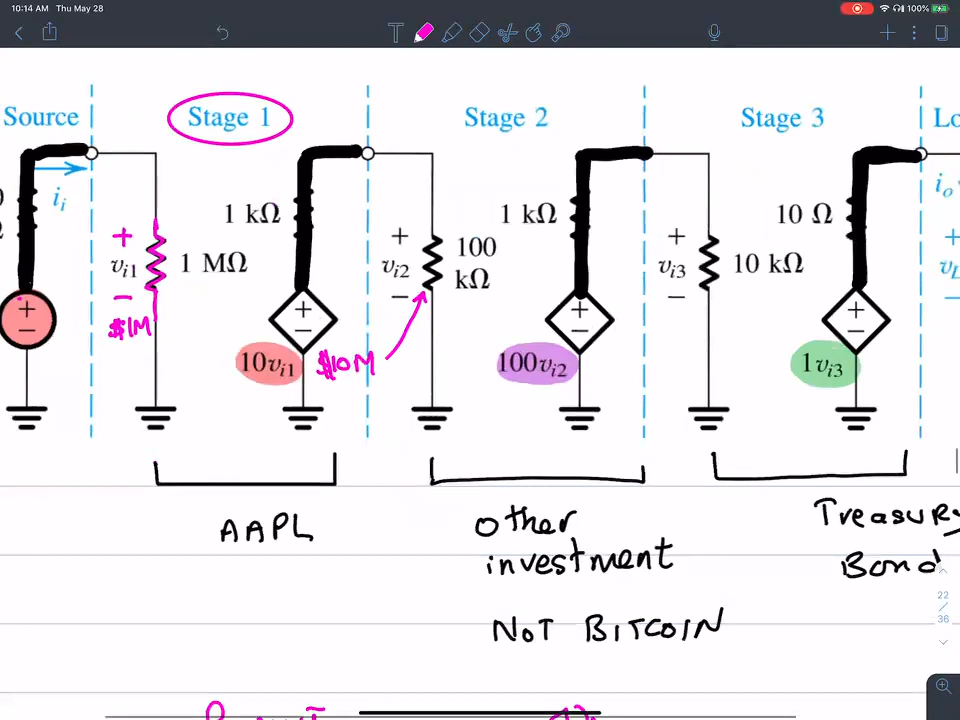 10:14 AM Thu May 28
100%
Source
Stage 1
Stage 2
Stage 3
Lo
i_i
1 kΩ
1 kΩ
10 Ω
i_o
+
v_i1
−
1 MΩ
+
v_i2
−
100
kΩ
+
v_i3
−
10 kΩ
+
v_L
−
+
−
+
−
+
−
+
−
$1M
10v_i1
$10M
100v_i2
1v_i3
AAPL
Other
investment
NOT BITCOIN
Treasury
Bond
22
/
36